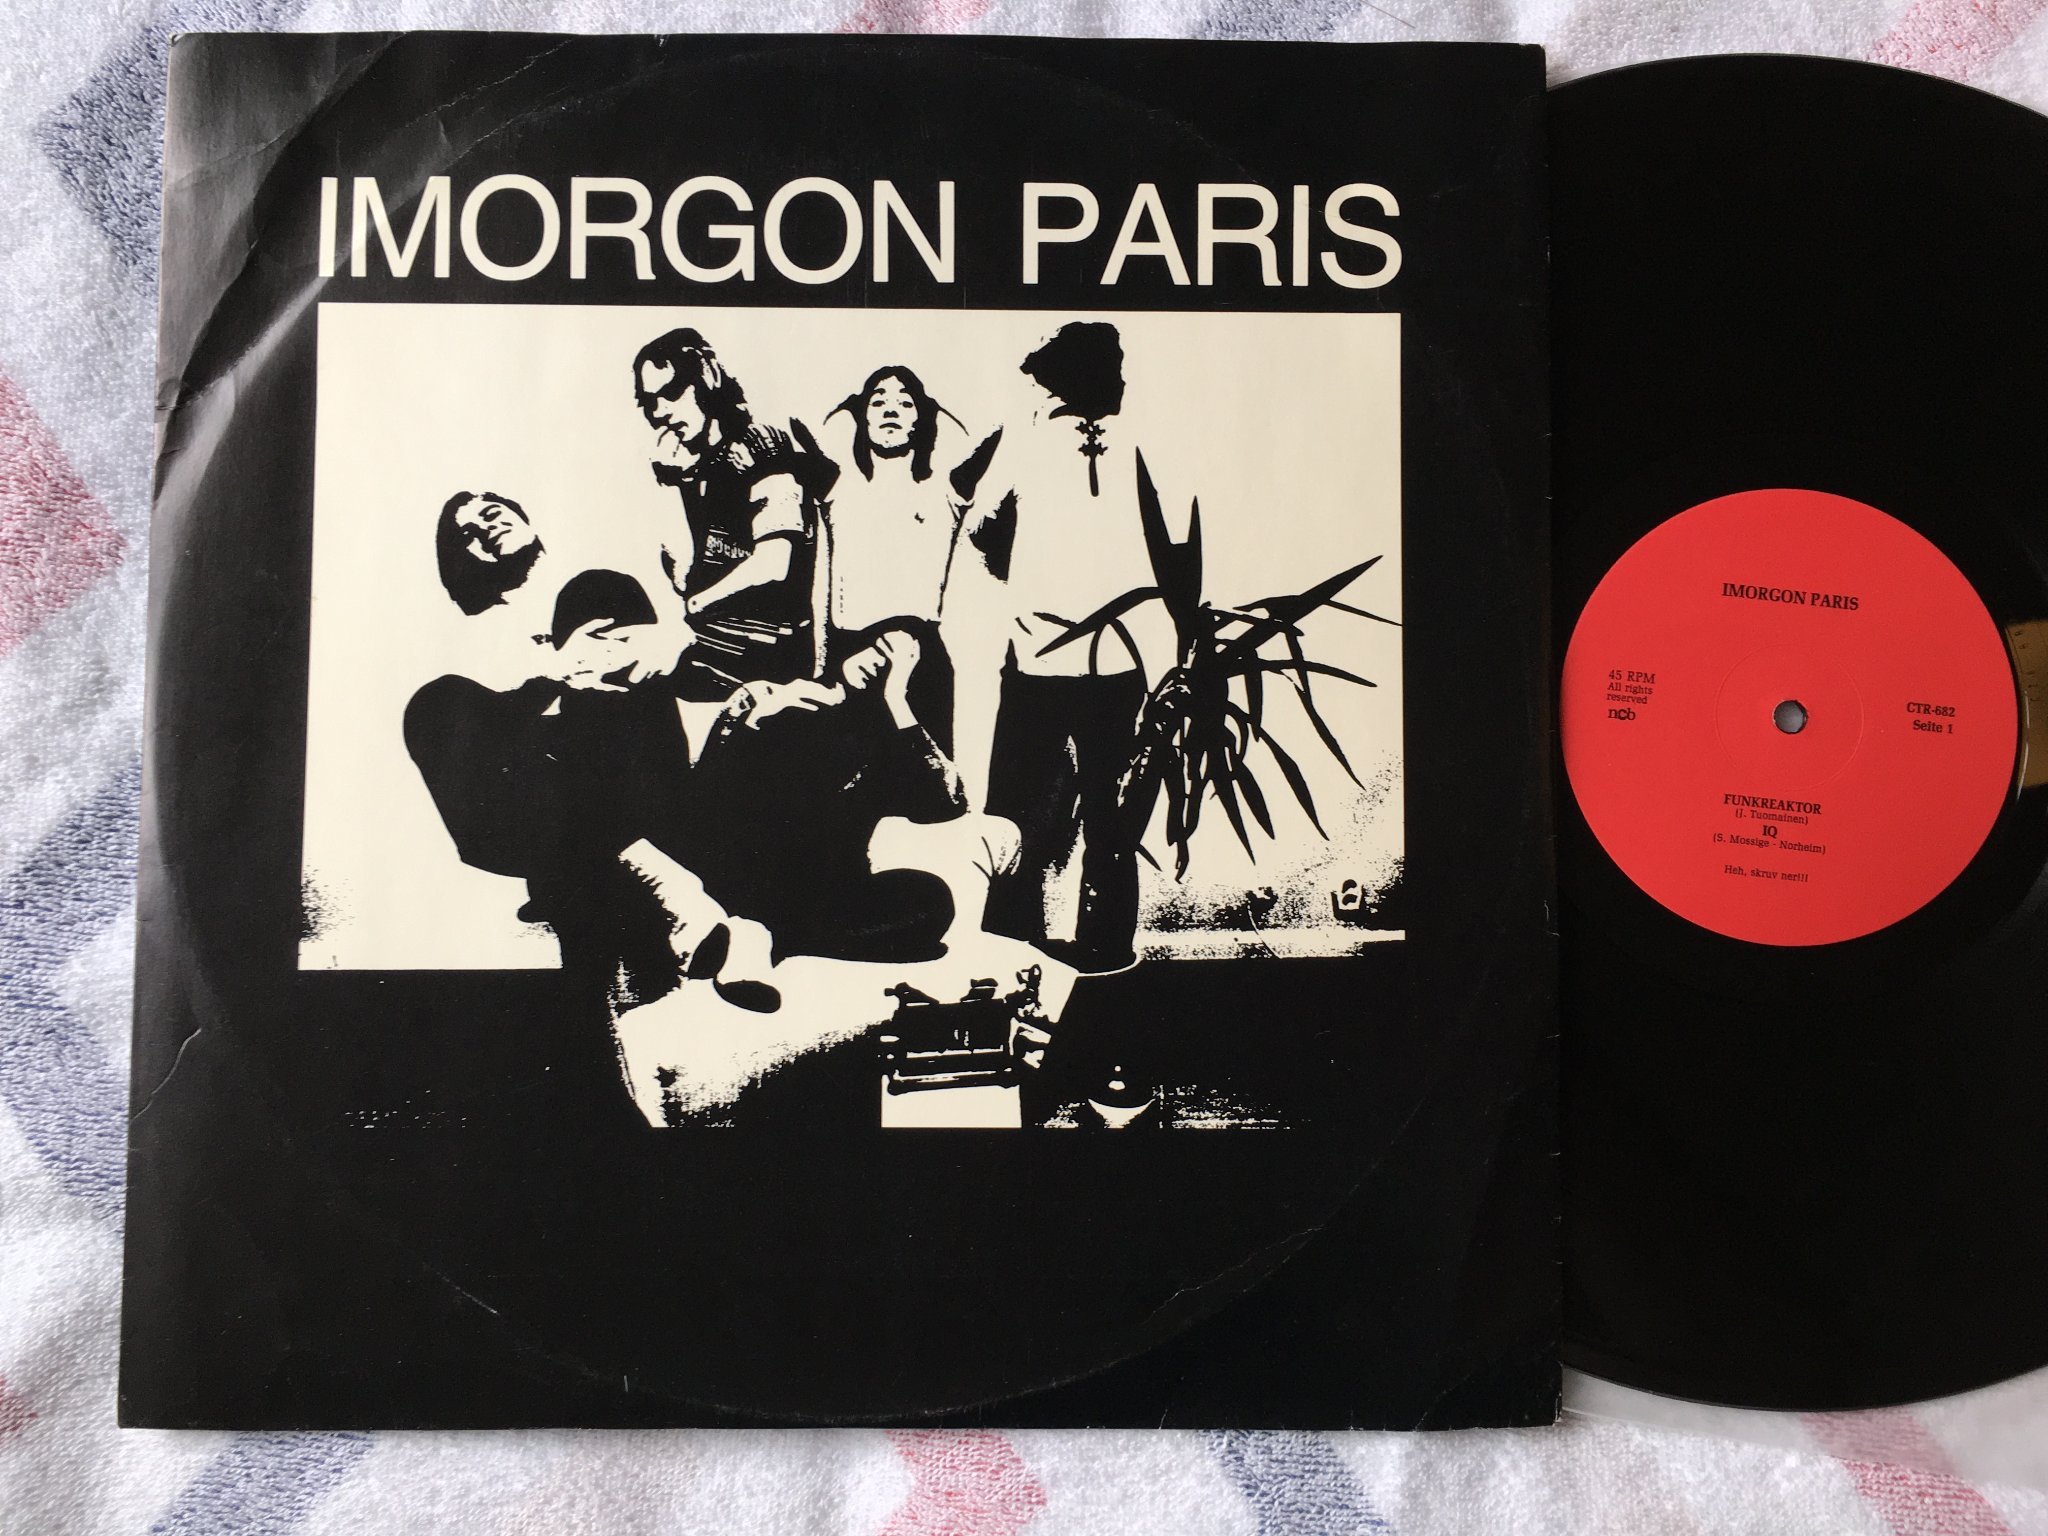 IMORGON PARIS
IMORGON PARIS
45 RPM
All rights
reserved
ncb
CTR-682
Seite 1
FUNKREAKTOR
(J. Tuomainen)
IQ
(S. Mossige - Norheim)
Heh, skruv ner!!!